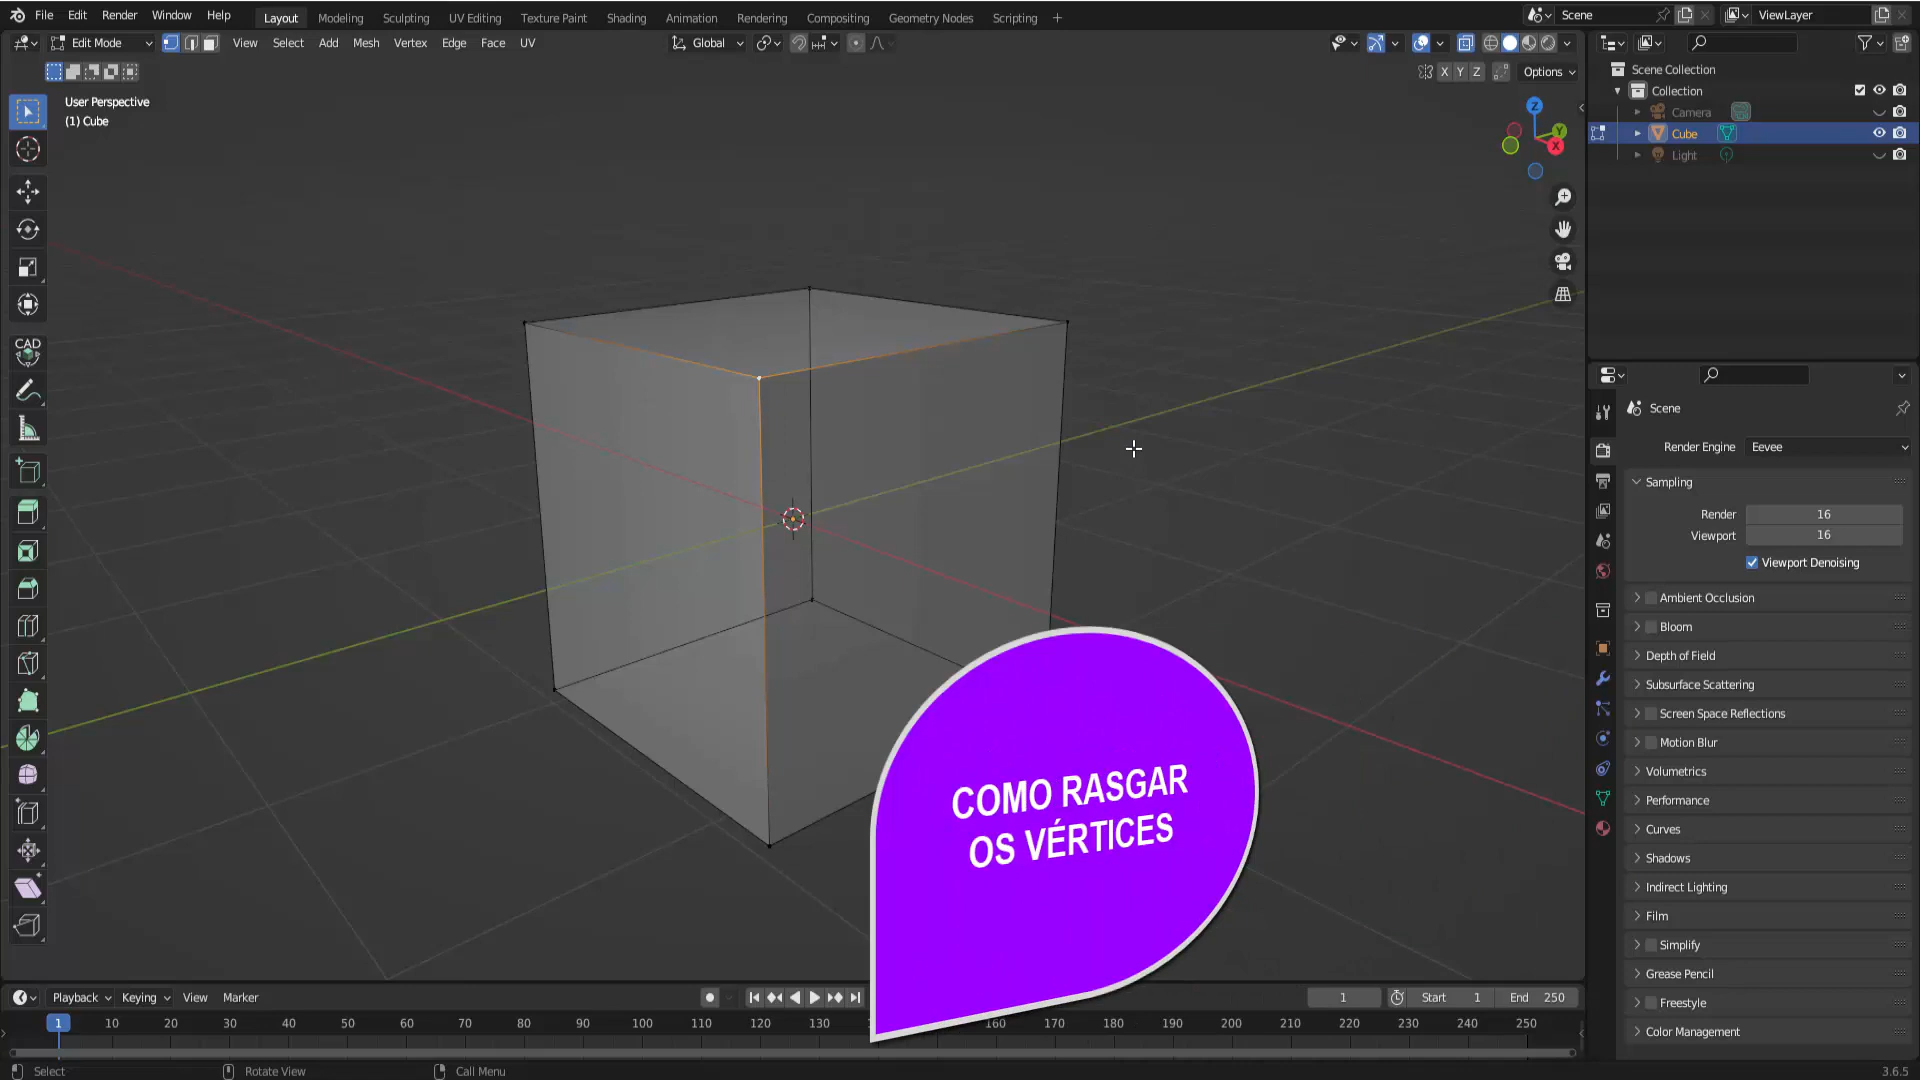 File Edit Render Window Help Layout Modeling Sculpting UV Editing Texture Paint Shading Animation Rendering Compositing Geometry Nodes Scripting + Scene ViewLayer
Edit Mode View Select Add Mesh Vertex Edge Face UV Global
X Y Z Options
User Perspective
(1) Cube
Z
Y
X
CAD
Scene Collection
Collection
Camera
Cube
Light
Scene
Render Engine Eevee
Sampling
Render 16
Viewport 16
Viewport Denoising
Ambient Occlusion
Bloom
Depth of Field
Subsurface Scattering
Screen Space Reflections
Motion Blur
Volumetrics
Performance
Curves
Shadows
Indirect Lighting
Film
Simplify
Grease Pencil
Freestyle
Color Management
COMO RASGAR
OS VÉRTICES
Playback Keying View Marker 1 Start 1 End 250
1 10 20 30 40 50 60 70 80 90 100 110 120 130 160 170 180 190 200 210 220 230 240 250
Select Rotate View Call Menu 3.6.5